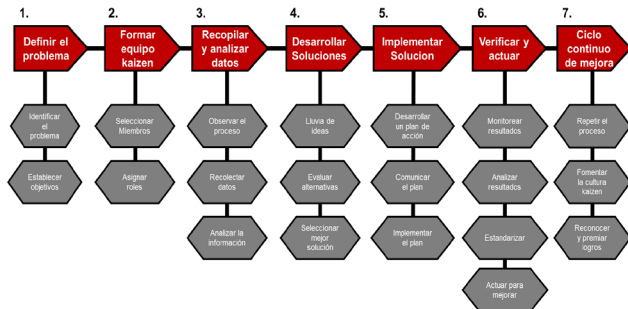 1.
Definir el
problema
Identificar
el
problema
Establecer
objetivos
2.
Formar
equipo
kaizen
Seleccionar
Miembros
Asignar
roles
3.
Recopilar
y analizar
datos
Observar el
proceso
Recolectar
datos
Analizar la
información
4.
Desarrollar
Soluciones
Lluvia de
ideas
Evaluar
alternativas
Seleccionar
mejor
solución
5.
Implementar
Solucion
Desarrollar
un plan de
acción
Comunicar
el plan
Implementar
el plan
6.
Verificar y
actuar
Monitorear
resultados
Analizar
resultados
Estandarizar
Actuar para
mejorar
7.
Ciclo
continuo
de mejora
Repetir el
proceso
Fomentar
la cultura
kaizen
Reconocer
y premiar
logros